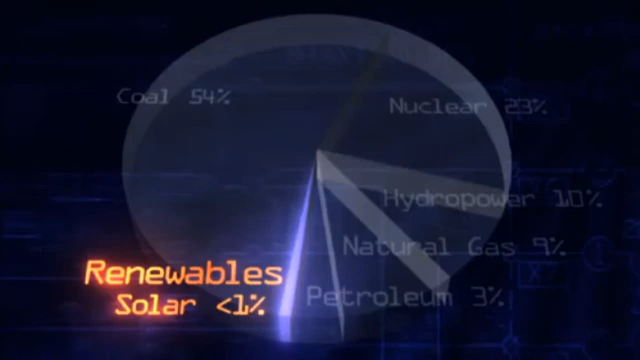 Coal 54%
Nuclear 23%
Hydropower 10%
Natural Gas 9%
Petroleum 3%
Renewables
Solar <1%